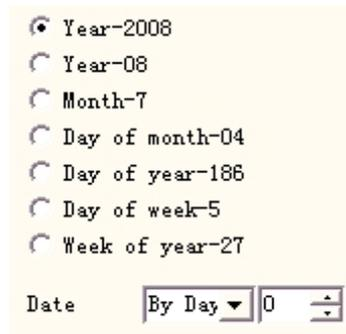 Year-2008
Year-08
Month-7
Day of month-04
Day of year-186
Day of week-5
Week of year-27
Date By Day 0